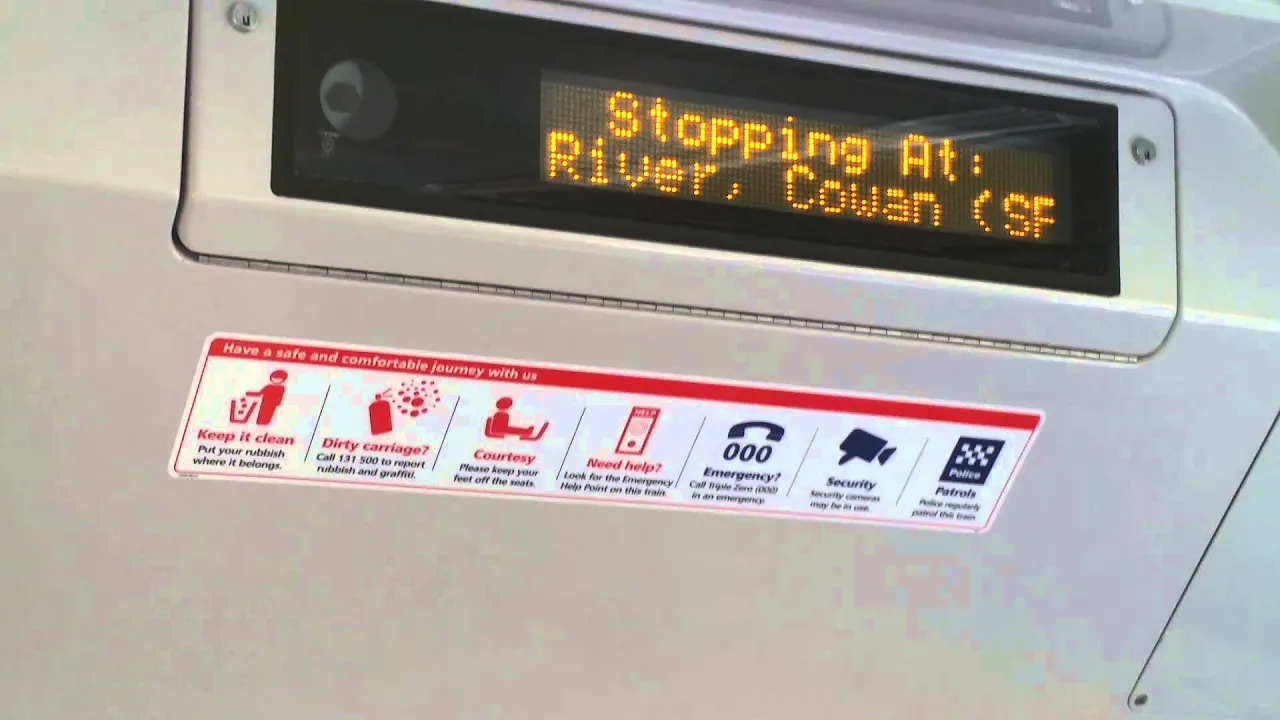 Stopping At:
River, Cowan (SP
Have a safe and comfortable journey with us
Keep it clean
Put your rubbish
where it belongs.
Dirty carriage?
Call 131 500 to report
rubbish and graffiti.
Courtesy
Please keep your
feet off the seats.
HELP
Need help?
Look for the Emergency
Help Point on this train.
000
Emergency?
Call Triple Zero (000)
in an emergency.
Security
Security cameras
may be in use.
Police
Patrols
Police regularly
patrol this train.